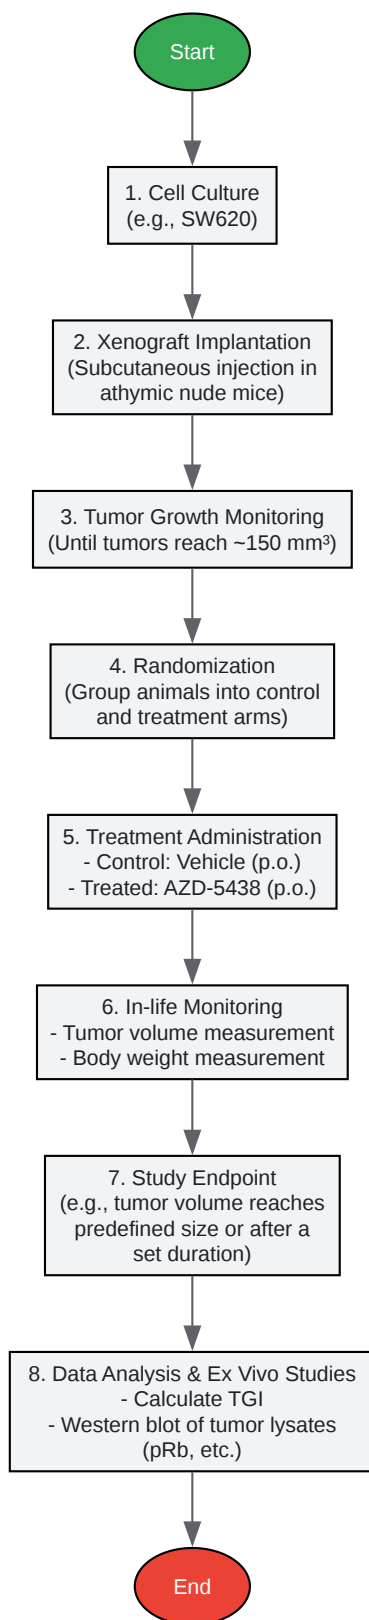 Start
1. Cell Culture
(e.g., SW620)
2. Xenograft Implantation
(Subcutaneous injection in
athymic nude mice)
3. Tumor Growth Monitoring
(Until tumors reach ~150 mm³)
4. Randomization
(Group animals into control
and treatment arms)
5. Treatment Administration
- Control: Vehicle (p.o.)
- Treated: AZD-5438 (p.o.)
6. In-life Monitoring
- Tumor volume measurement
- Body weight measurement
7. Study Endpoint
(e.g., tumor volume reaches
predefined size or after a
set duration)
8. Data Analysis & Ex Vivo Studies
- Calculate TGI
- Western blot of tumor lysates
(pRb, etc.)
End